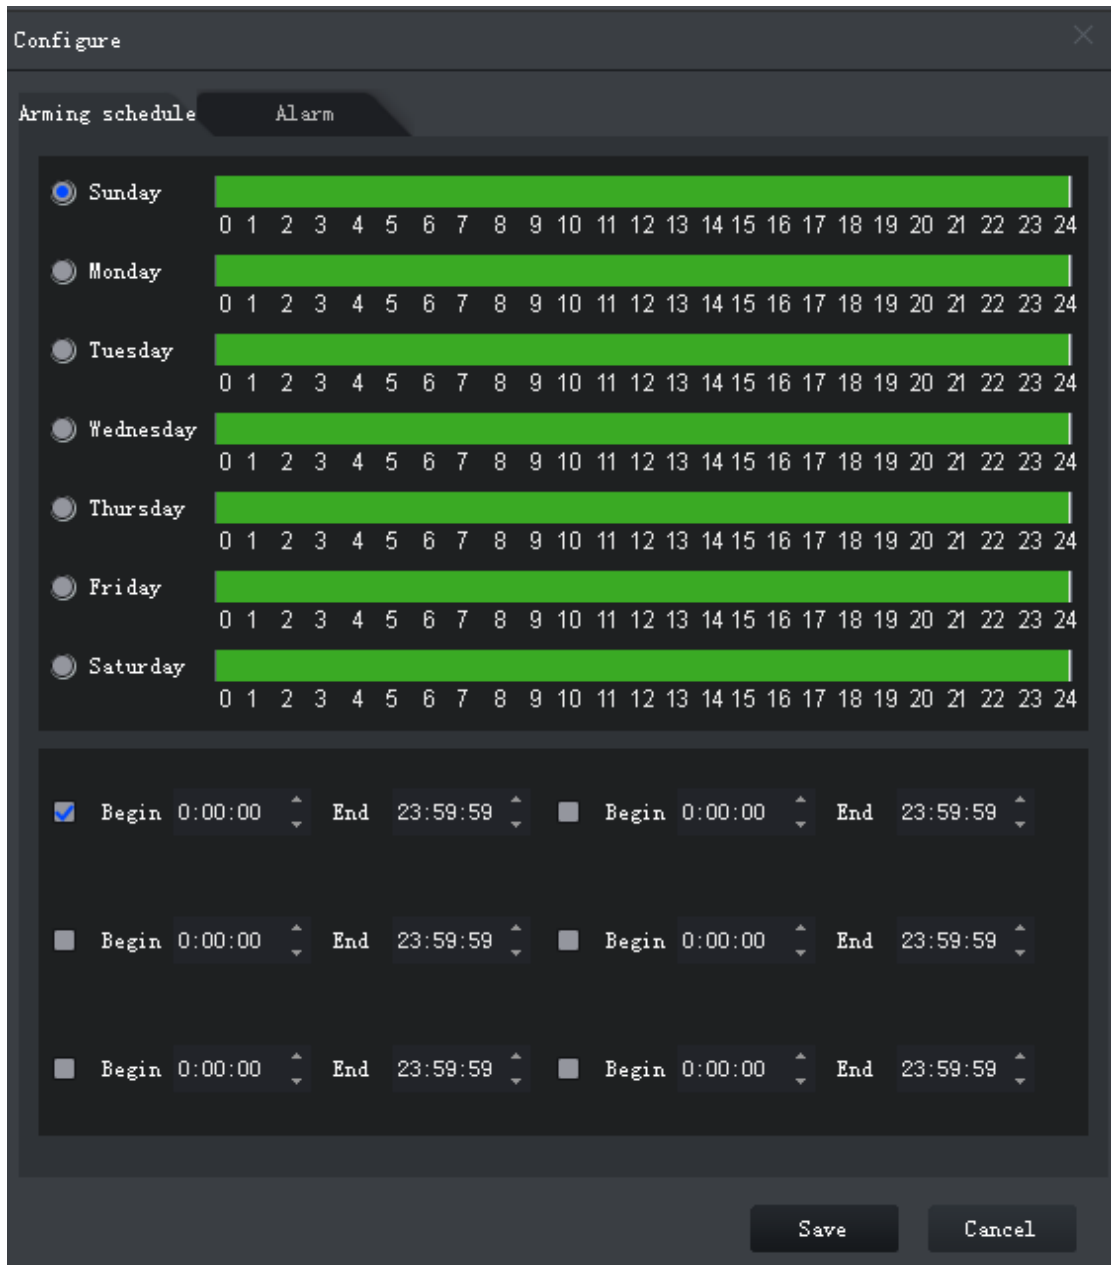 Configure
Arming schedule Alarm
Sunday
0 1 2 3 4 5 6 7 8 9 10 11 12 13 14 15 16 17 18 19 20 21 22 23 24
Monday
0 1 2 3 4 5 6 7 8 9 10 11 12 13 14 15 16 17 18 19 20 21 22 23 24
Tuesday
0 1 2 3 4 5 6 7 8 9 10 11 12 13 14 15 16 17 18 19 20 21 22 23 24
Wednesday
0 1 2 3 4 5 6 7 8 9 10 11 12 13 14 15 16 17 18 19 20 21 22 23 24
Thursday
0 1 2 3 4 5 6 7 8 9 10 11 12 13 14 15 16 17 18 19 20 21 22 23 24
Friday
0 1 2 3 4 5 6 7 8 9 10 11 12 13 14 15 16 17 18 19 20 21 22 23 24
Saturday
0 1 2 3 4 5 6 7 8 9 10 11 12 13 14 15 16 17 18 19 20 21 22 23 24
Begin 0:00:00 End 23:59:59 Begin 0:00:00 End 23:59:59
Begin 0:00:00 End 23:59:59 Begin 0:00:00 End 23:59:59
Begin 0:00:00 End 23:59:59 Begin 0:00:00 End 23:59:59
Save Cancel